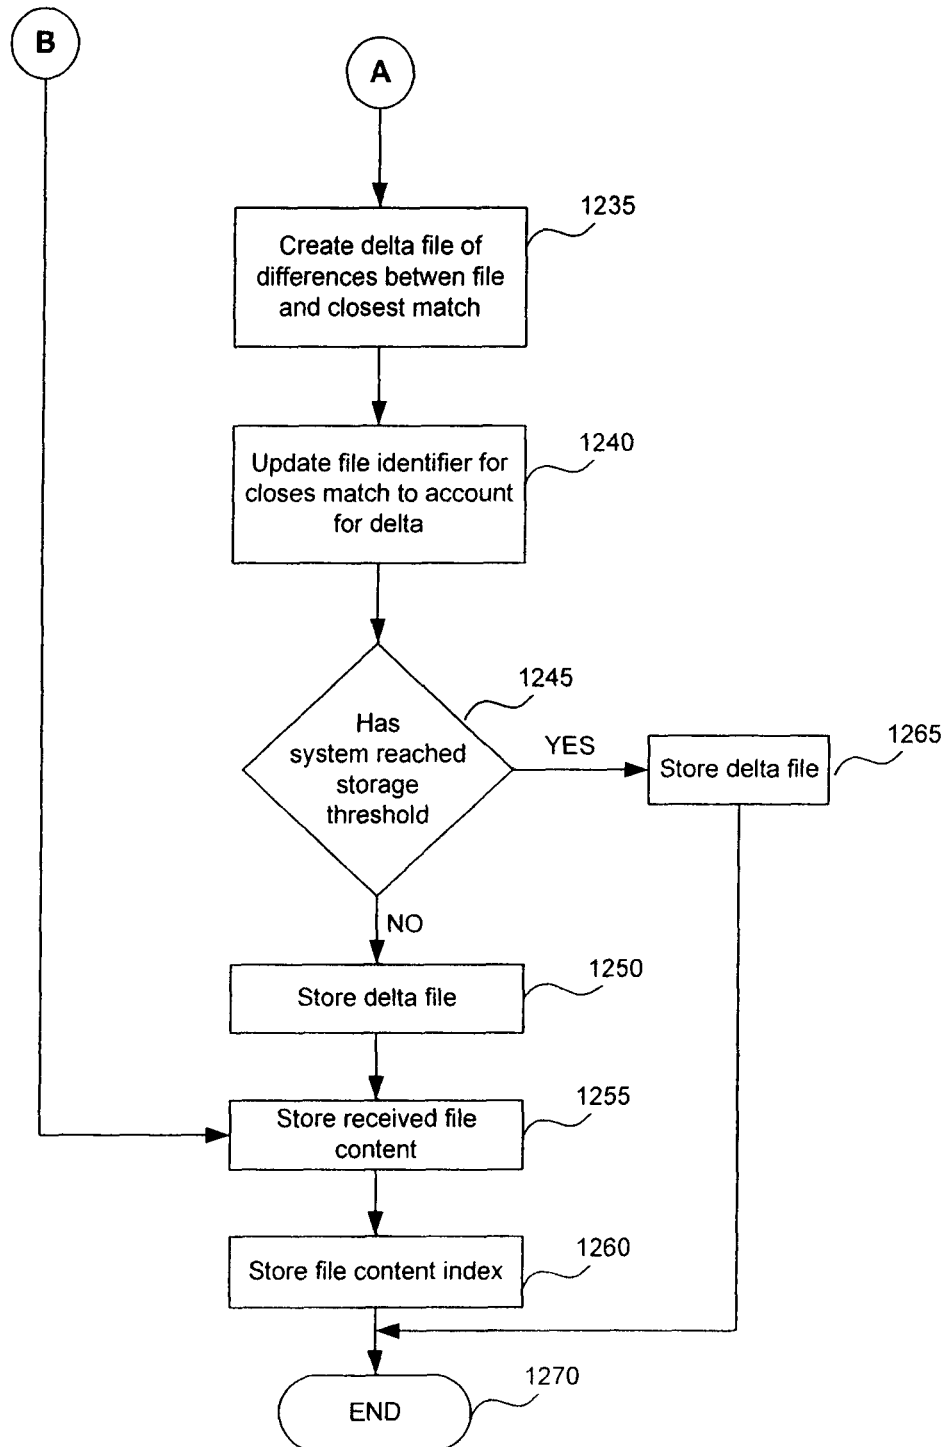 B
A
1235
Create delta file of
differences betwen file
and closest match
1240
Update file identifier for
closes match to account
for delta
1245
Has
system reached
storage
threshold
YES
1265
Store delta file
NO
1250
Store delta file
1255
Store received file
content
1260
Store file content index
1270
END